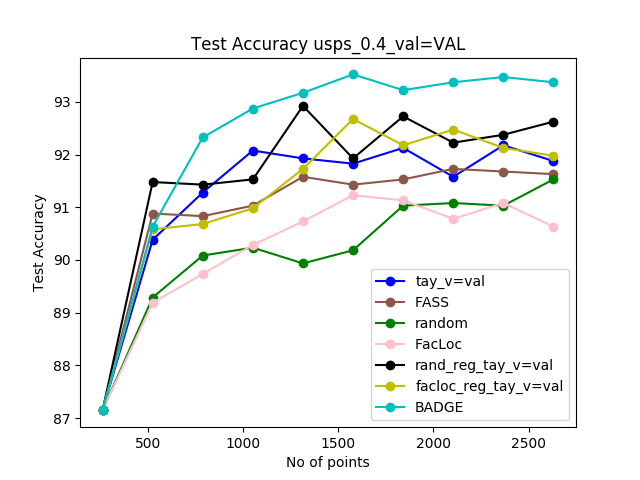 Test Accuracy usps_0.4_val=VAL
Test Accuracy
93
92
91
90
89
88
87
500
1000
1500
2000
2500
No of points
tay_v=val
FASS
random
FacLoc
rand_reg_tay_v=val
facloc_reg_tay_v=val
BADGE